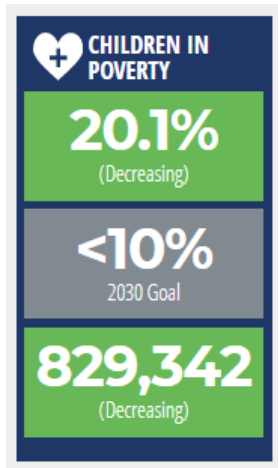 CHILDREN IN
POVERTY
20.1%
(Decreasing)
<10%
2030 Goal
829,342
(Decreasing)